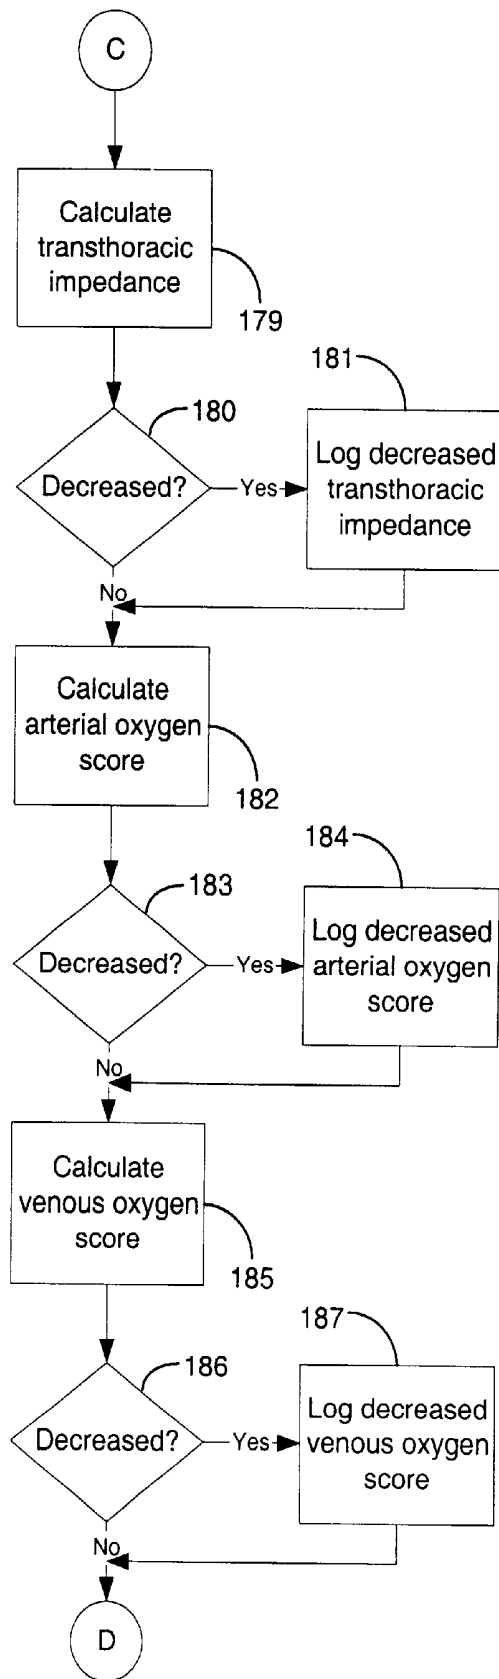 C
Calculate
transthoracic
impedance
179
180
181
Decreased?
Yes
Log decreased
transthoracic
impedance
No
Calculate
arterial oxygen
score
182
183
184
Decreased?
Yes
Log decreased
arterial oxygen
score
No
Calculate
venous oxygen
score
185
186
187
Decreased?
Yes
Log decreased
venous oxygen
score
No
D